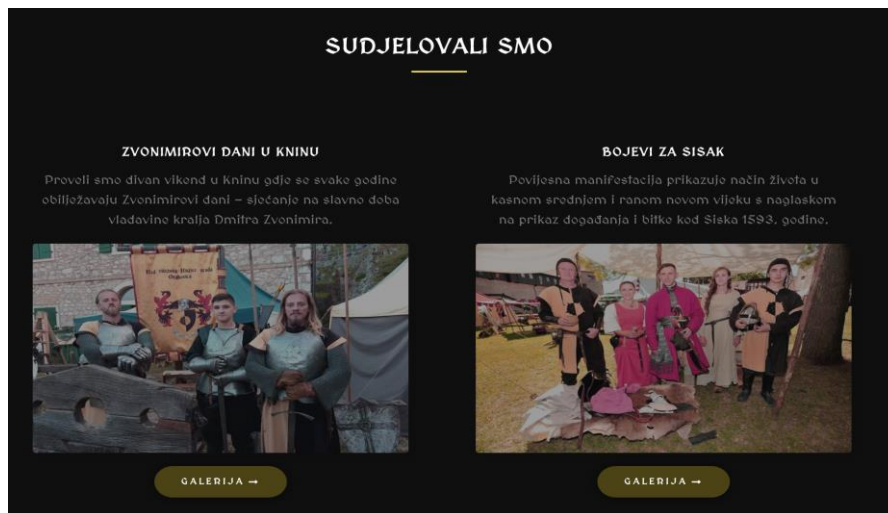 SUDJELOVALI SMO
ZVONIMIROVI DANI U KNINU
Proveli smo divan vikend u Kninu gdje se svake godine
obilježavaju Zvonimirovi dani – sjećanje na slavno doba
vladavine kralja Dmitra Zvonimira.
GALERIJA →
BOJEVI ZA SISAK
Povijesna manifestacija prikazuje način života u
kasnom srednjem i ranom novom vijeku s naglaskom
na prikaz događanja i bitke kod Siska 1593. godine.
GALERIJA →